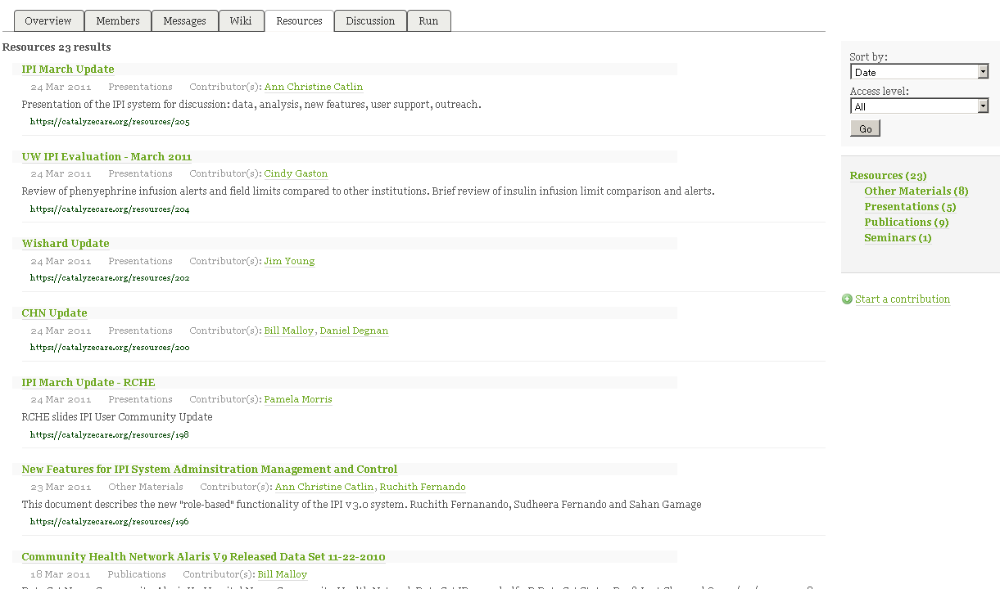 Overview Members Messages Wiki Resources Discussion Run
Resources 23 results
IPI March Update
24 Mar 2011 Presentations Contributor(s): Ann Christine Catlin
Presentation of the IPI system for discussion: data, analysis, new features, user support, outreach.
https://catalyzecare.org/resources/205
UW IPI Evaluation - March 2011
24 Mar 2011 Presentations Contributor(s): Cindy Gaston
Review of phenyephrine infusion alerts and field limits compared to other institutions. Brief review of insulin infusion limit comparison and alerts.
https://catalyzecare.org/resources/204
Wishard Update
24 Mar 2011 Presentations Contributor(s): Jim Young
https://catalyzecare.org/resources/202
CHN Update
24 Mar 2011 Presentations Contributor(s): Bill Malloy, Daniel Degnan
https://catalyzecare.org/resources/200
IPI March Update - RCHE
24 Mar 2011 Presentations Contributor(s): Pamela Morris
RCHE slides IPI User Community Update
https://catalyzecare.org/resources/198
New Features for IPI System Adminsitration Management and Control
23 Mar 2011 Other Materials Contributor(s): Ann Christine Catlin, Ruchith Fernando
This document describes the new "role-based" functionality of the IPI v3.0 system. Ruchith Fernanando, Sudheera Fernando and Sahan Gamage
https://catalyzecare.org/resources/196
Community Health Network Alaris V9 Released Data Set 11-22-2010
18 Mar 2011 Publications Contributor(s): Bill Malloy
Sort by:
Date
Access level:
All
Go
Resources (23)
Other Materials (8)
Presentations (5)
Publications (9)
Seminars (1)
Start a contribution